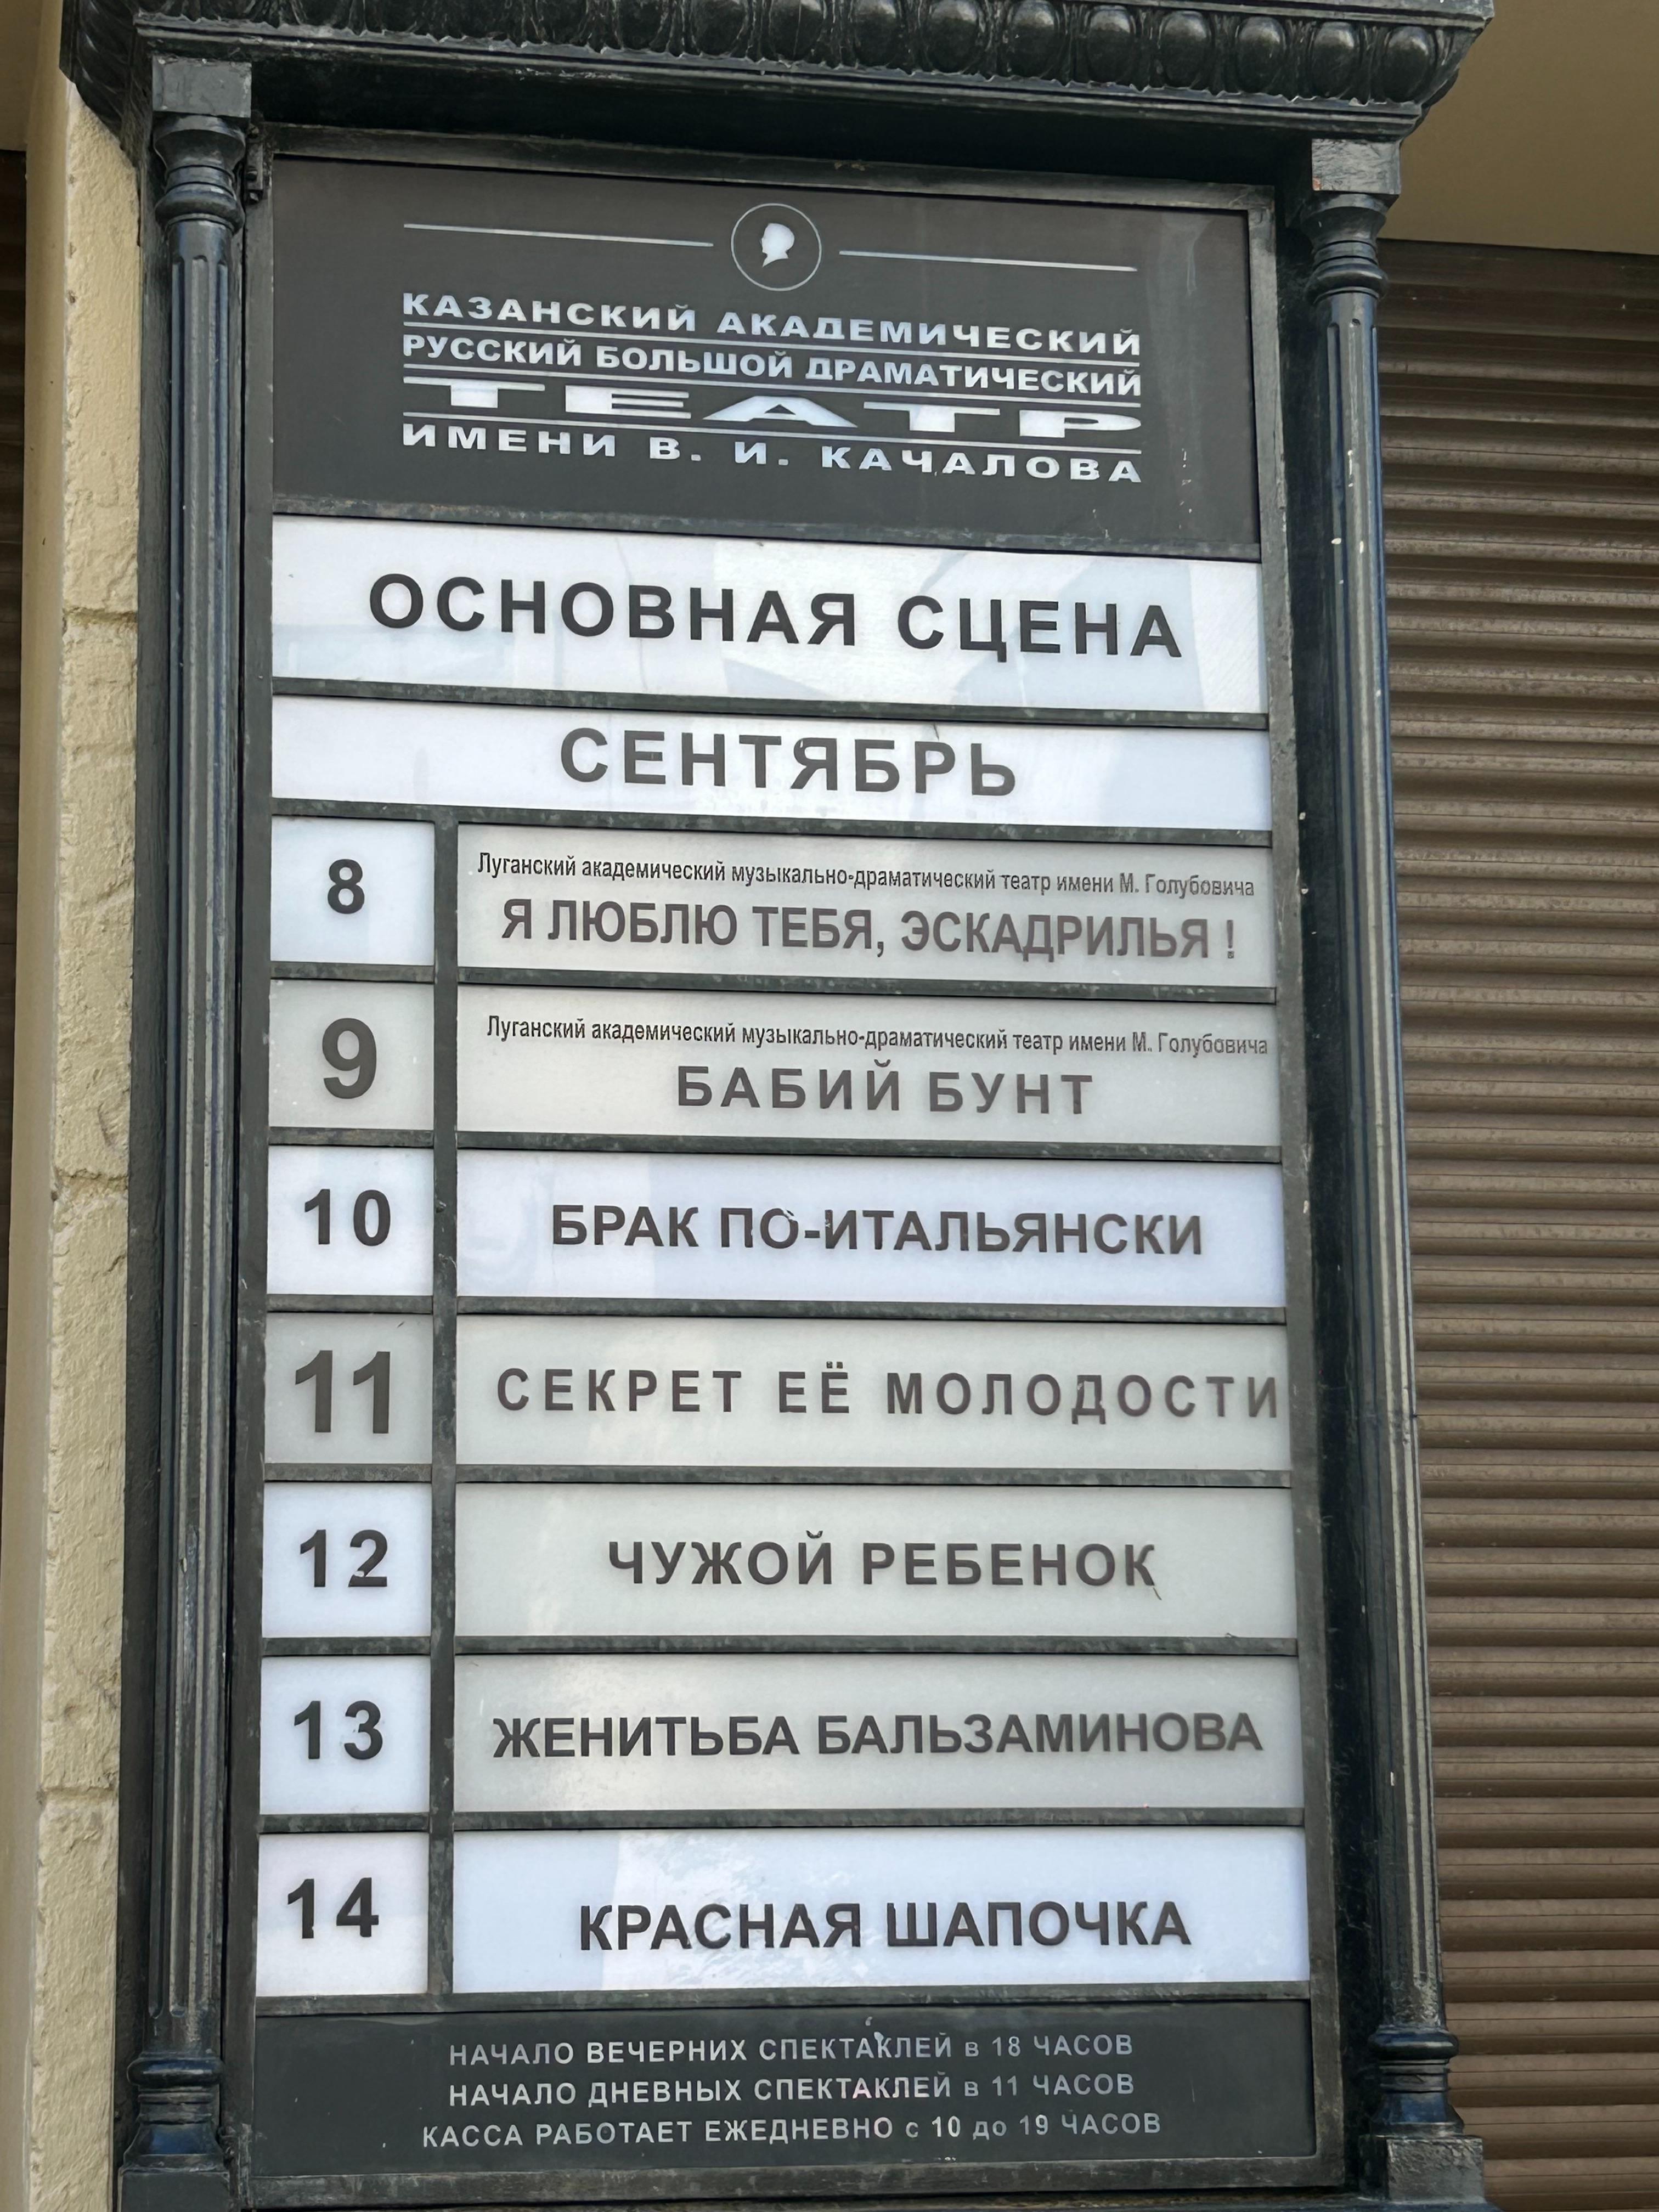 КАЗАНСКИЙ АКАДЕМИЧЕСКИЙ
РУССКИЙ БОЛЬШОЙ ДРАМАТИЧЕСКИЙ
ТЕАТР
ИМЕНИ В. И. КАЧАЛОВА
ОСНОВНАЯ СЦЕНА
СЕНТЯБРЬ
8
Луганский академический музыкально-драматический театр имени М. Голубовича
Я ЛЮБЛЮ ТЕБЯ, ЭСКАДРИЛЬЯ !
9
Луганский академический музыкально-драматический театр имени М. Голубовича
БАБИЙ БУНТ
10 БРАК ПО-ИТАЛЬЯНСКИ
11 СЕКРЕТ ЕЁ МОЛОДОСТИ
12 ЧУЖОЙ РЕБЕНОК
13 ЖЕНИТЬБА БАЛЬЗАМИНОВА
14 КРАСНАЯ ШАПОЧКА
НАЧАЛО ВЕЧЕРНИХ СПЕКТАКЛЕЙ в 18 ЧАСОВ
НАЧАЛО ДНЕВНЫХ СПЕКТАКЛЕЙ в 11 ЧАСОВ
КАССА РАБОТАЕТ ЕЖЕДНЕВНО с 10 до 19 ЧАСОВ